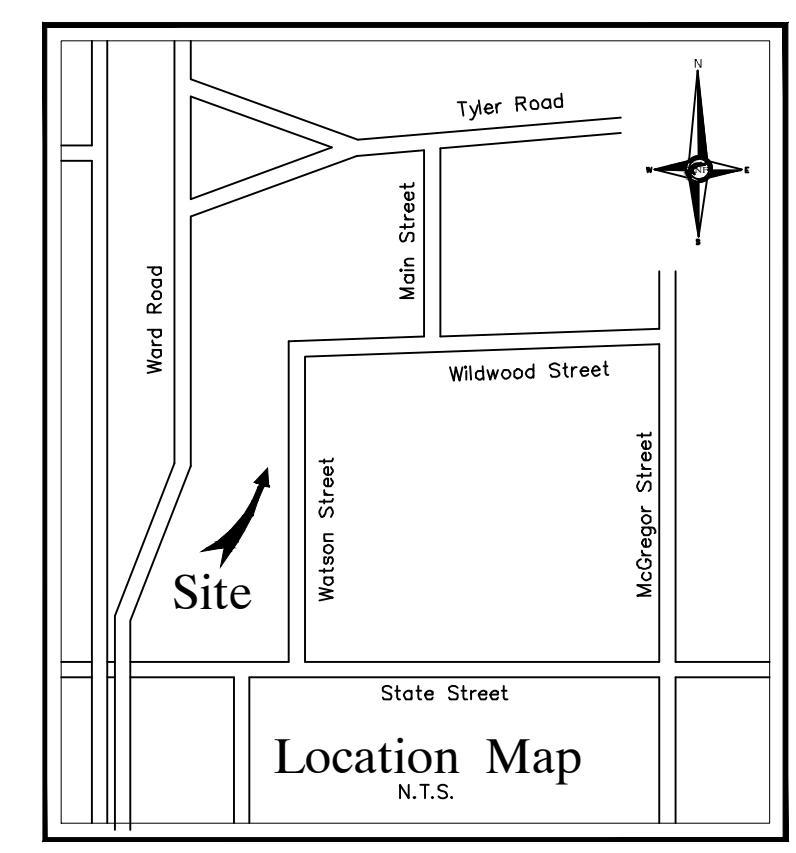 N
Tyler Road
W
E
S
Main Street
Ward Road
Wildwood Street
Watson Street
McGregor Street
Site
State Street
Location Map
N.T.S.